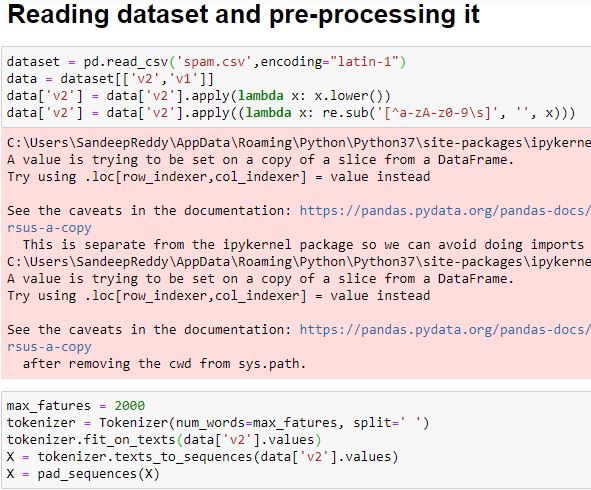 Reading dataset and pre-processing it
dataset = pd.read_csv('spam.csv',encoding="latin-1")
data = dataset[['v2','v1']]
data['v2'] = data['v2'].apply(lambda x: x.lower())
data['v2'] = data['v2'].apply((lambda x: re.sub('[^a-zA-z0-9\s]', '', x)))
C:\Users\SandeepReddy\AppData\Roaming\Python\Python37\site-packages\ipykerne
A value is trying to be set on a copy of a slice from a DataFrame.
Try using .loc[row_indexer,col_indexer] = value instead
See the caveats in the documentation: https://pandas.pydata.org/pandas-docs/
rsus-a-copy
This is separate from the ipykernel package so we can avoid doing imports
C:\Users\SandeepReddy\AppData\Roaming\Python\Python37\site-packages\ipykerne
A value is trying to be set on a copy of a slice from a DataFrame.
Try using .loc[row_indexer,col_indexer] = value instead
See the caveats in the documentation: https://pandas.pydata.org/pandas-docs/
rsus-a-copy
after removing the cwd from sys.path.
max_fatures = 2000
tokenizer = Tokenizer(num_words=max_fatures, split=' ')
tokenizer.fit_on_texts(data['v2'].values)
X = tokenizer.texts_to_sequences(data['v2'].values)
X = pad_sequences(X)